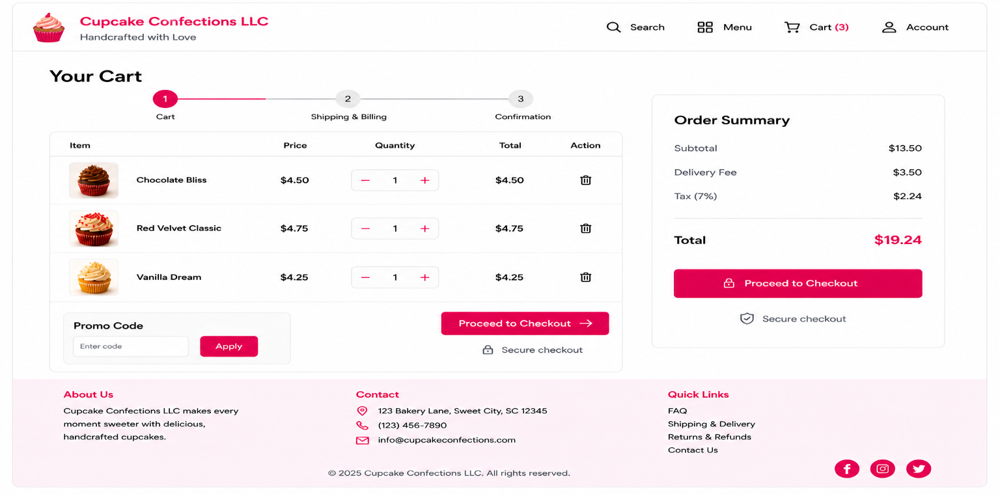 Cupcake Confections LLC
Handcrafted with Love
Search
Menu
Cart (3)
Account
Your Cart
1
2
3
Cart
Shipping & Billing
Confirmation
Item Price Quantity Total Action
Chocolate Bliss $4.50 − 1 + $4.50
Red Velvet Classic $4.75 − 1 + $4.75
Vanilla Dream $4.25 − 1 + $4.25
Promo Code
Enter code
Apply
Proceed to Checkout →
Secure checkout
Order Summary
Subtotal $13.50
Delivery Fee $3.50
Tax (7%) $2.24
Total $19.24
Proceed to Checkout
Secure checkout
About Us
Cupcake Confections LLC makes every
moment sweeter with delicious,
handcrafted cupcakes.
Contact
123 Bakery Lane, Sweet City, SC 12345
(123) 456-7890
info@cupcakeconfections.com
Quick Links
FAQ
Shipping & Delivery
Returns & Refunds
Contact Us
© 2025 Cupcake Confections LLC. All rights reserved.